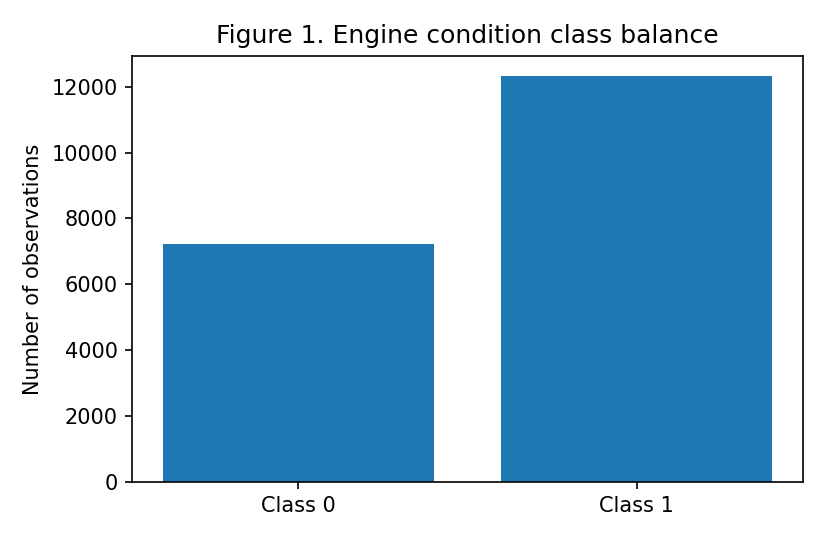 Figure 1. Engine condition class balance
Number of observations
12000
10000
8000
6000
4000
2000
0
Class 0
Class 1